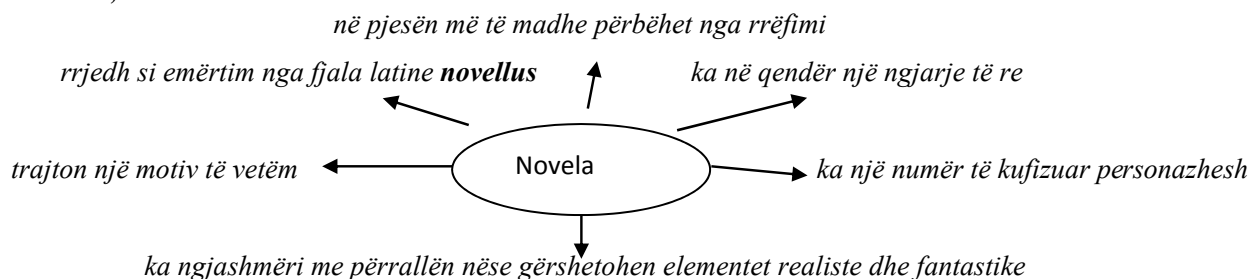 në pjesën më të madhe përbëhet nga rrëfimi
rrjedh si emërtim nga fjala latine novellus
ka në qendër një ngjarje të re
trajton një motiv të vetëm
Novela
ka një numër të kufizuar personazhesh
ka ngjashmëri me përrallën nëse gërshetohen elementet realiste dhe fantastike